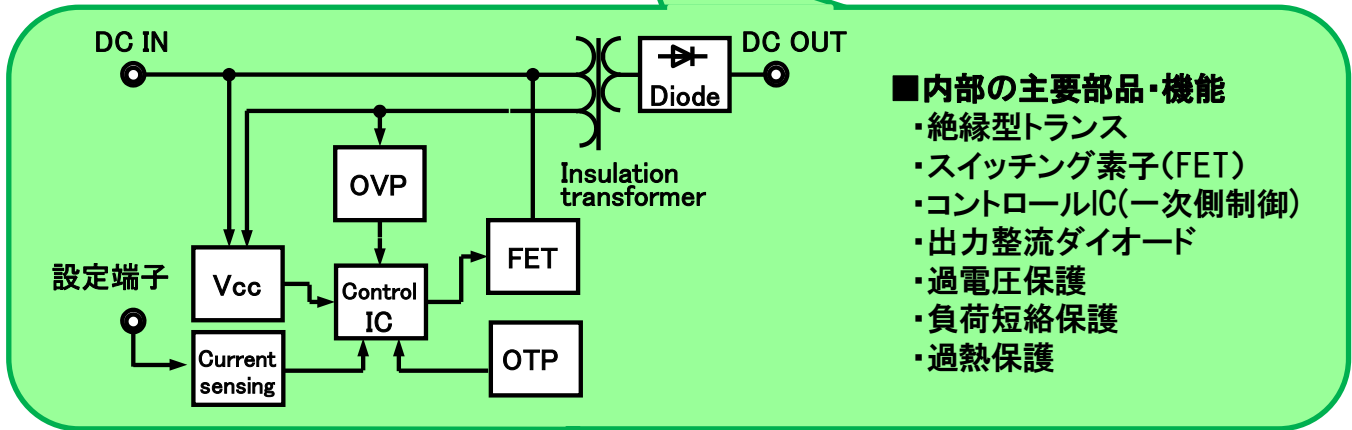 DC IN
DC OUT
Diode
OVP
Insulation
transformer
FET
設定端子
Vcc
Control
IC
Current
sensing
OTP
■内部の主要部品・機能
・絶縁型トランス
・スイッチング素子(FET)
・コントロールIC(一次側制御)
・出力整流ダイオード
・過電圧保護
・負荷短絡保護
・過熱保護